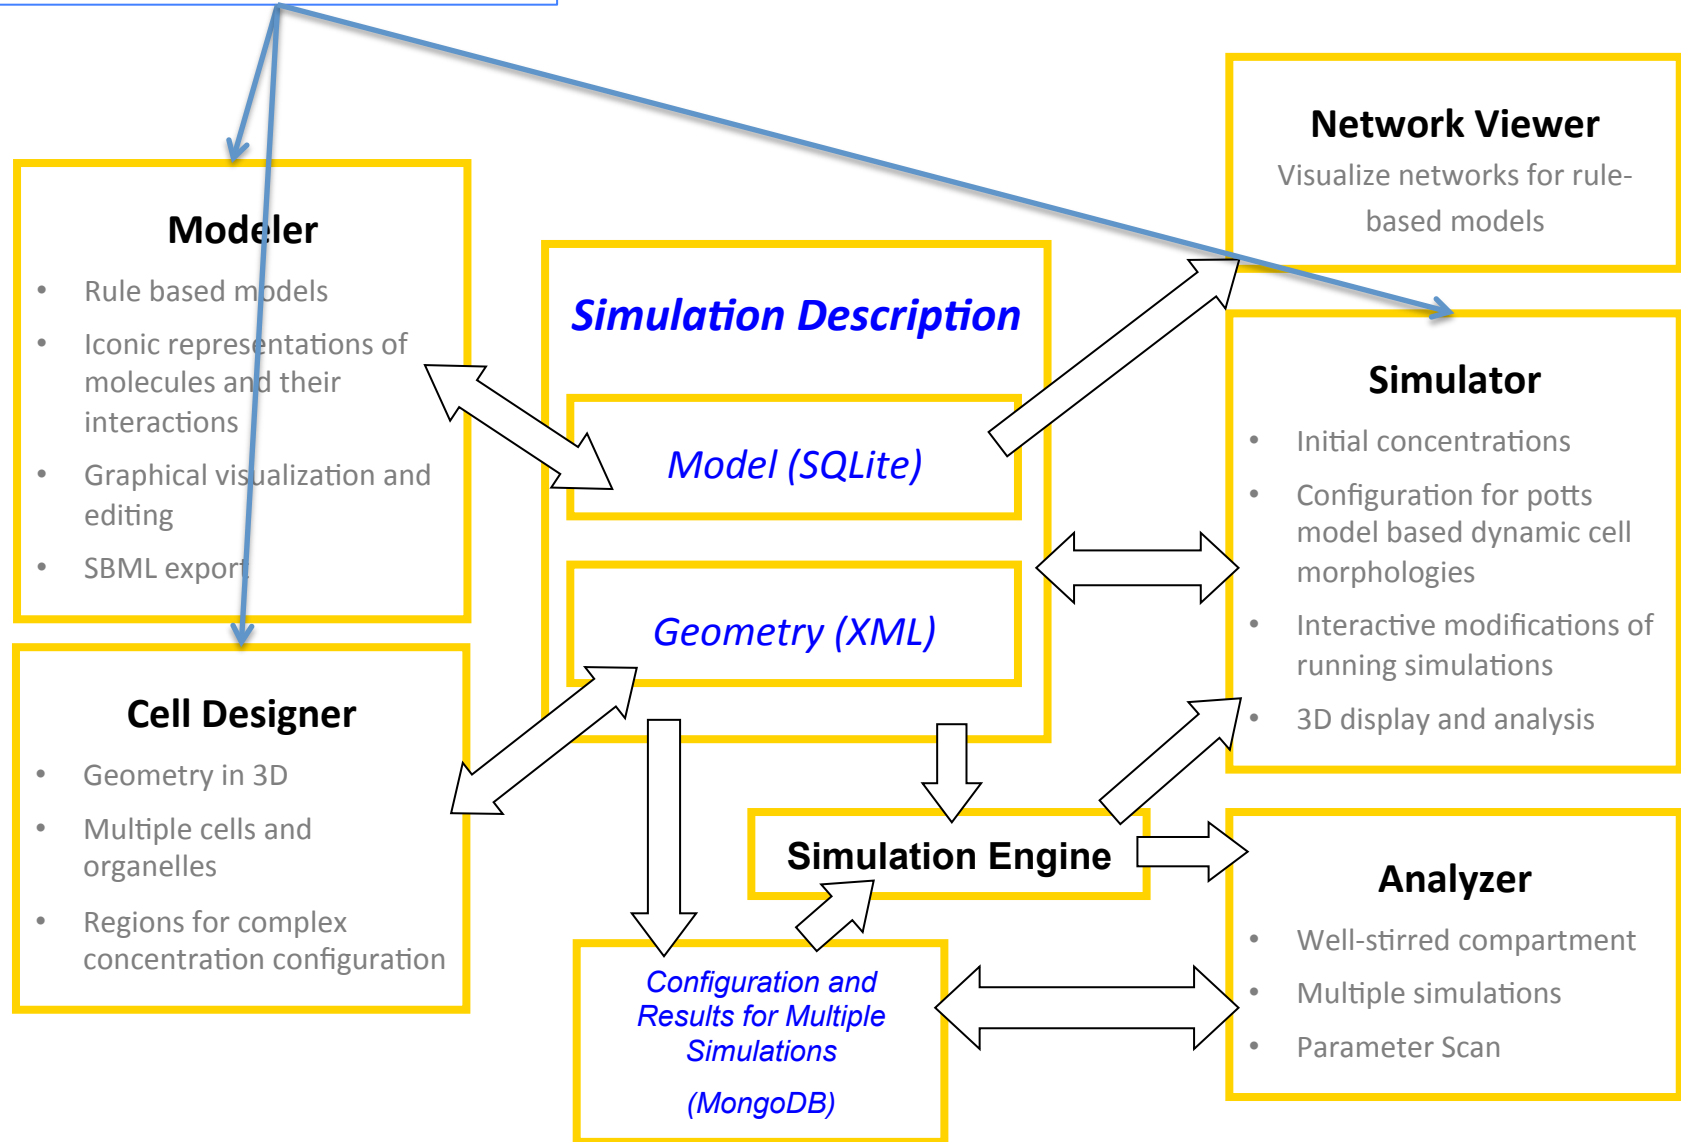 Network Viewer
Visualize networks for rule-
based models
Modeler
• Rule based models
• Iconic representations of
molecules and their
interactions
• Graphical visualization and
editing
• SBML export
Simulation Description
Model (SQLite)
Geometry (XML)
Simulator
• Initial concentrations
• Configuration for potts
model based dynamic cell
morphologies
• Interactive modifications of
running simulations
• 3D display and analysis
Cell Designer
• Geometry in 3D
• Multiple cells and
organelles
• Regions for complex
concentration configuration
Simulation Engine
Configuration and
Results for Multiple
Simulations
(MongoDB)
Analyzer
• Well-stirred compartment
• Multiple simulations
• Parameter Scan